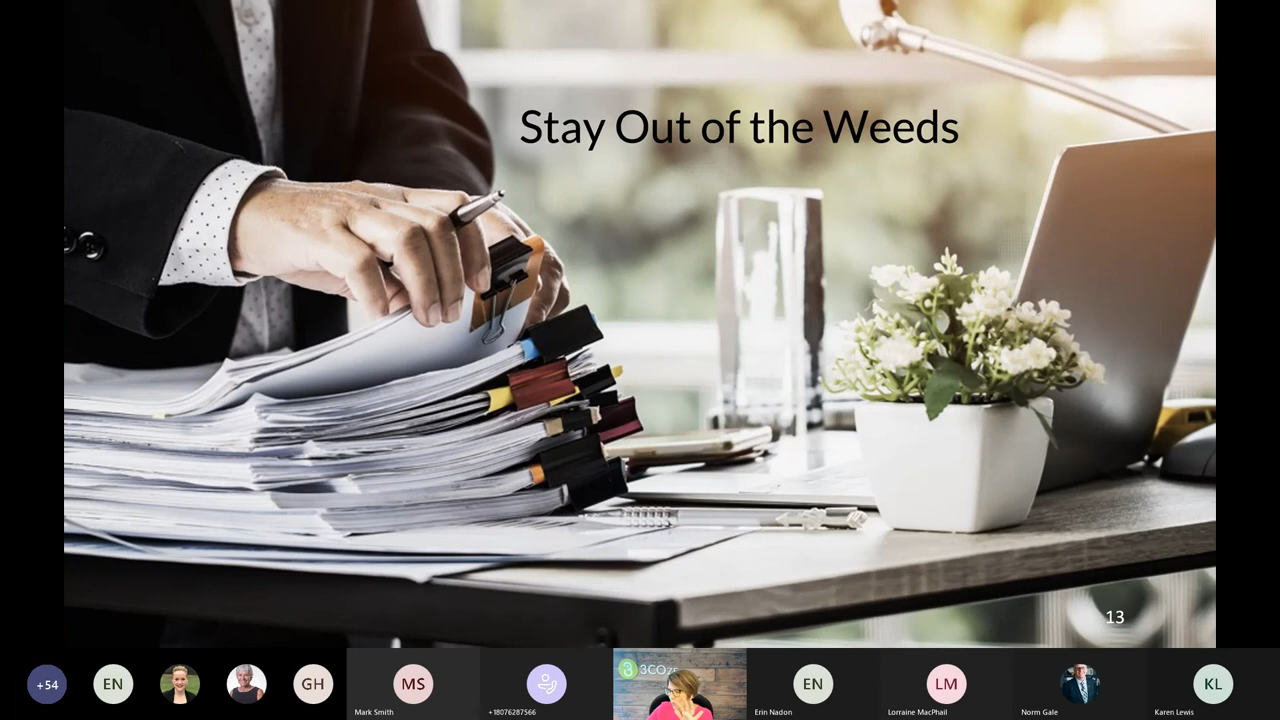 Stay Out of the Weeds
13
+54
EN
GH
MS
Mark Smith
+18076287566
3CO
EN
Erin Nadon
LM
Lorraine MacPhail
Norm Gale
KL
Karen Lewis